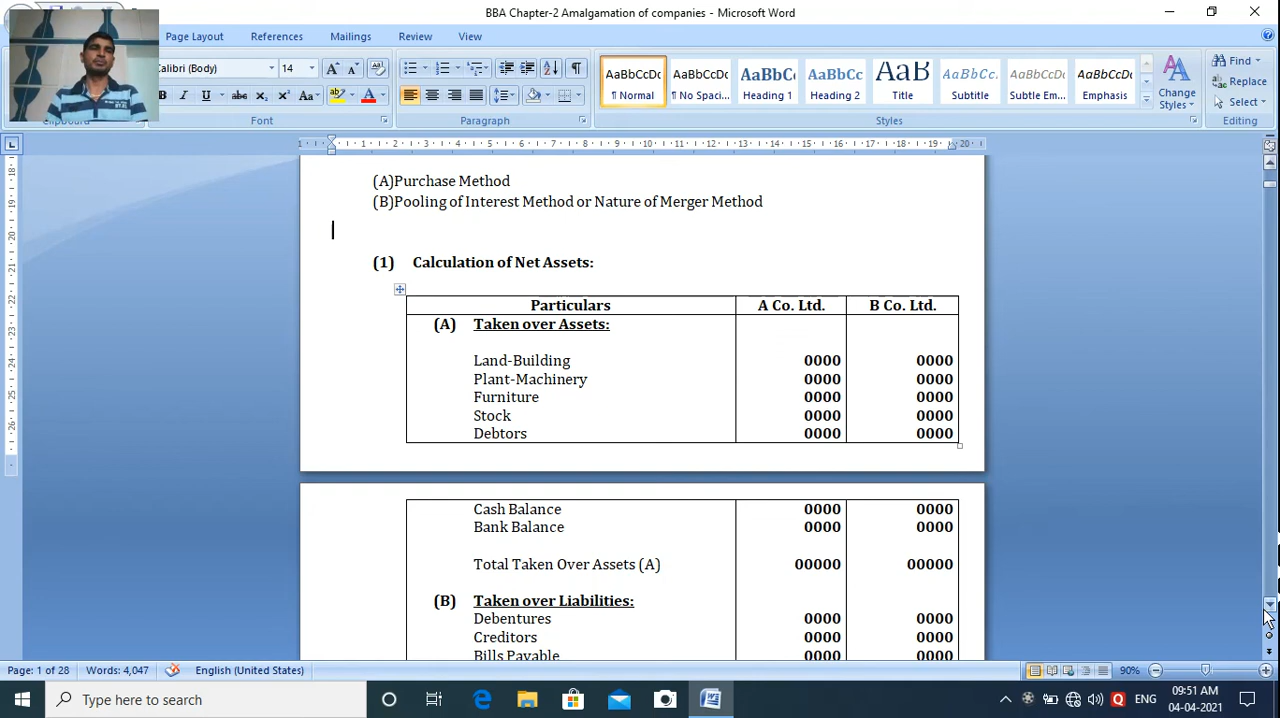 BBA Chapter-2 Amalgamation of companies - Microsoft Word
Page Layout References Mailings Review View
Calibri (Body) 14
AaBbCcDc AaBbCcDc AaBbC AaBbCc AaB AaBbCc. AaBbCcDc AaBbCcDc
¶ Normal ¶ No Spaci... Heading 1 Heading 2 Title Subtitle Subtle Em... Emphasis
Change Styles
Find
Replace
Select
Font Paragraph Styles Editing
(A)Purchase Method
(B)Pooling of Interest Method or Nature of Merger Method
(1) Calculation of Net Assets:
Particulars A Co. Ltd. B Co. Ltd.
(A) Taken over Assets:
Land-Building 0000 0000
Plant-Machinery 0000 0000
Furniture 0000 0000
Stock 0000 0000
Debtors 0000 0000
Cash Balance 0000 0000
Bank Balance 0000 0000
Total Taken Over Assets (A) 00000 00000
(B) Taken over Liabilities:
Debentures 0000 0000
Creditors 0000 0000
Bills Payable 0000 0000
Page: 1 of 28 Words: 4,047 English (United States) 90%
Type here to search
ENG
09:51 AM
04-04-2021